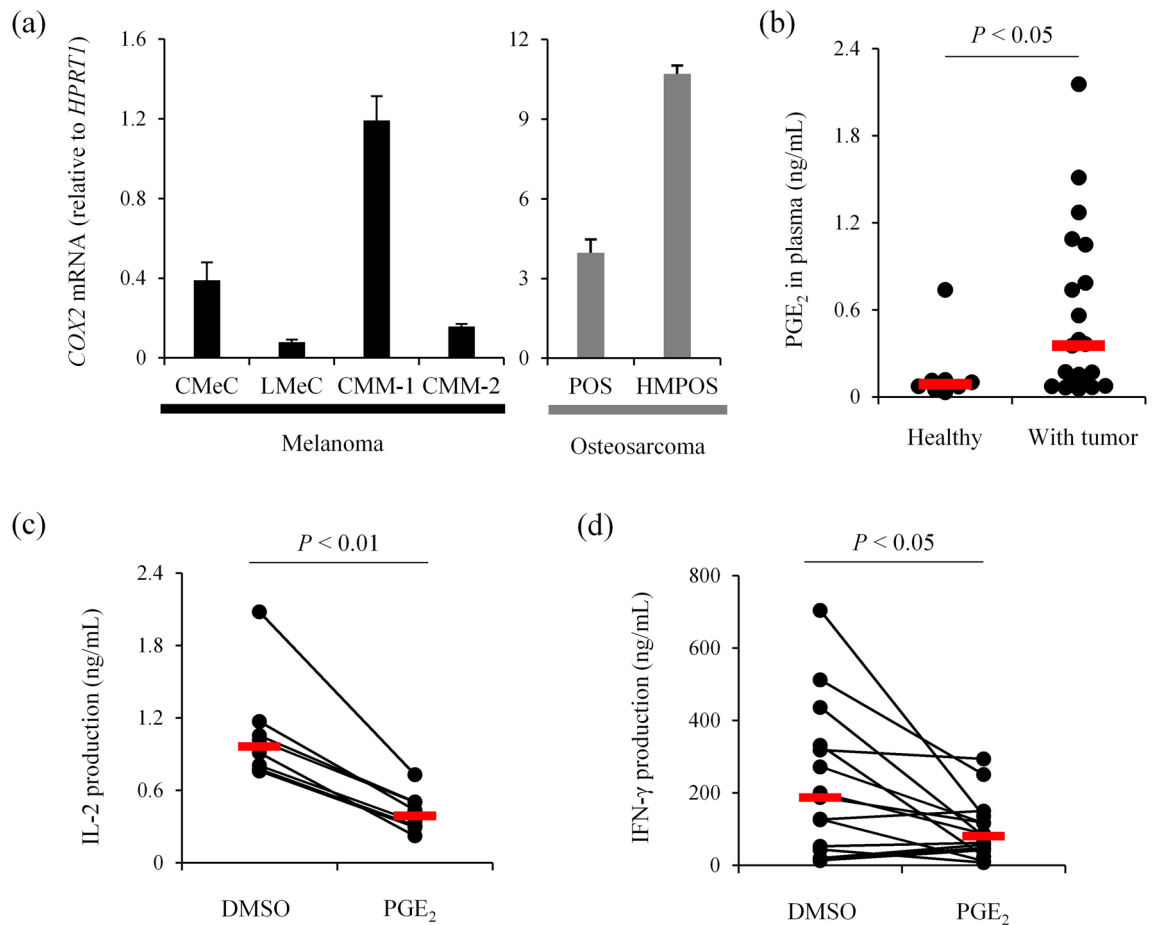 (a)
COX2 mRNA (relative to HPRT1)
1.6
1.2
0.8
0.4
0
CMeC LMeC CMM-1 CMM-2
Melanoma
12
9
6
3
0
POS HMPOS
Osteosarcoma
(b)
P < 0.05
PGE₂ in plasma (ng/mL)
2.4
1.8
1.2
0.6
0
Healthy With tumor
(c)
P < 0.01
IL-2 production (ng/mL)
2.4
1.8
1.2
0.6
0
DMSO PGE₂
(d)
P < 0.05
IFN-γ production (ng/mL)
800
600
400
200
0
DMSO PGE₂